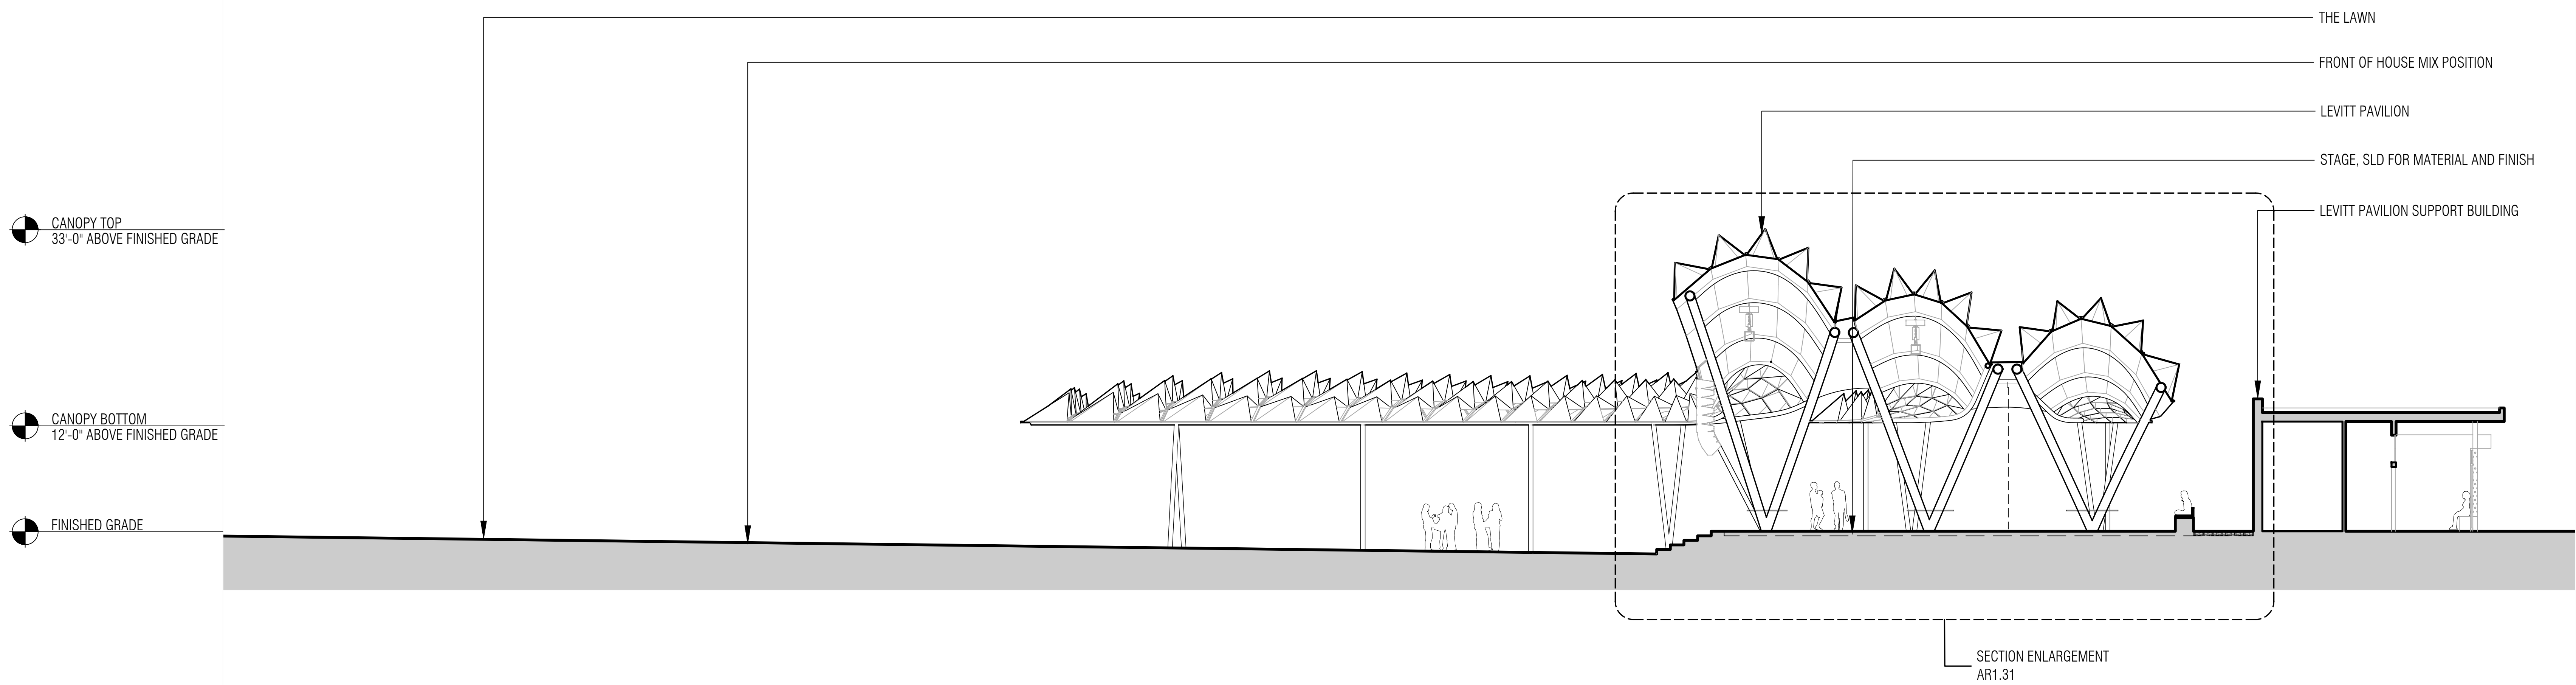 THE LAWN
FRONT OF HOUSE MIX POSITION
LEVITT PAVILION
STAGE, SLD FOR MATERIAL AND FINISH
LEVITT PAVILION SUPPORT BUILDING
CANOPY TOP
33'-0" ABOVE FINISHED GRADE
CANOPY BOTTOM
12'-0" ABOVE FINISHED GRADE
FINISHED GRADE
SECTION ENLARGEMENT
AR1.31